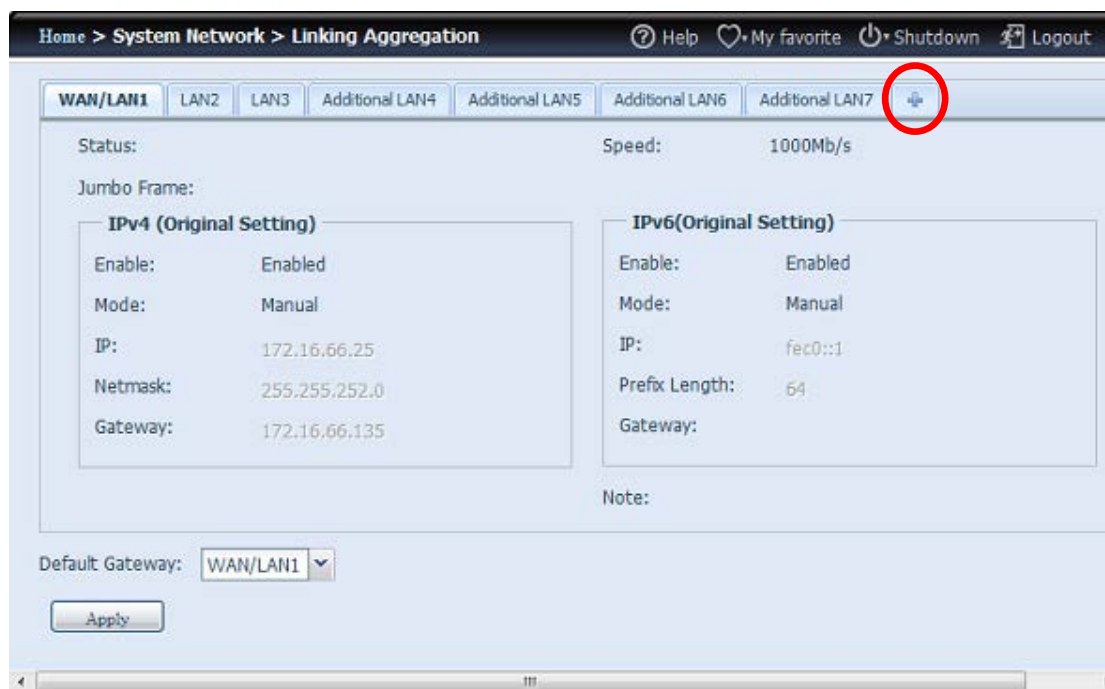 Home > System Network > Linking Aggregation Help My favorite Shutdown Logout
WAN/LAN1 LAN2 LAN3 Additional LAN4 Additional LAN5 Additional LAN6 Additional LAN7
Status: Speed: 1000Mb/s
Jumbo Frame:
IPv4 (Original Setting)
Enable: Enabled
Mode: Manual
IP: 172.16.66.25
Netmask: 255.255.252.0
Gateway: 172.16.66.135
IPv6(Original Setting)
Enable: Enabled
Mode: Manual
IP: fec0::1
Prefix Length: 64
Gateway:
Note:
Default Gateway: WAN/LAN1
Apply